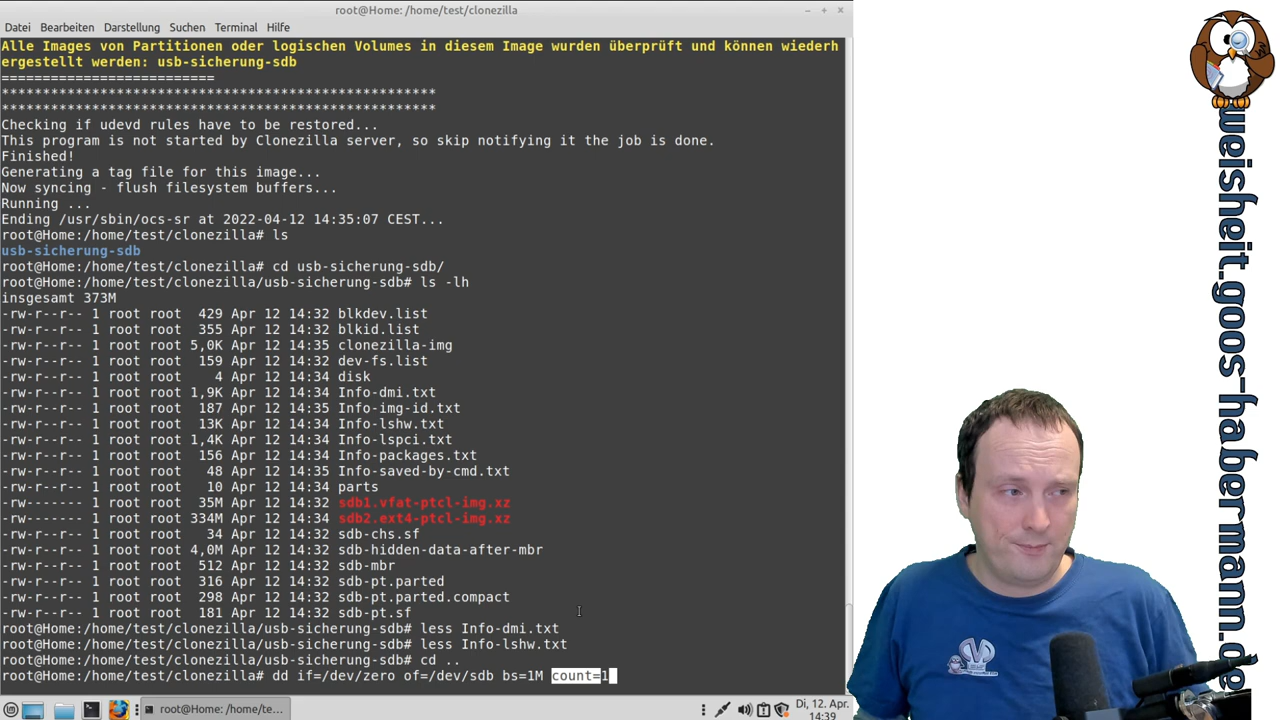 root@Home: /home/test/clonezilla
Datei Bearbeiten Darstellung Suchen Terminal Hilfe
Alle Images von Partitionen oder logischen Volumes in diesem Image wurden überprüft und können wiederh
ergestellt werden: usb-sicherung-sdb
==========================
*****************************************************
*****************************************************
Checking if udevd rules have to be restored...
This program is not started by Clonezilla server, so skip notifying it the job is done.
Finished!
Generating a tag file for this image...
Now syncing - flush filesystem buffers...
Running ...
Ending /usr/sbin/ocs-sr at 2022-04-12 14:35:07 CEST...
root@Home:/home/test/clonezilla# ls
usb-sicherung-sdb
root@Home:/home/test/clonezilla# cd usb-sicherung-sdb/
root@Home:/home/test/clonezilla/usb-sicherung-sdb# ls -lh
insgesamt 373M
-rw-r--r-- 1 root root  429 Apr 12 14:32 blkdev.list
-rw-r--r-- 1 root root  355 Apr 12 14:32 blkid.list
-rw-r--r-- 1 root root 5,0K Apr 12 14:35 clonezilla-img
-rw-r--r-- 1 root root  159 Apr 12 14:32 dev-fs.list
-rw-r--r-- 1 root root    4 Apr 12 14:34 disk
-rw-r--r-- 1 root root 1,9K Apr 12 14:34 Info-dmi.txt
-rw-r--r-- 1 root root  187 Apr 12 14:35 Info-img-id.txt
-rw-r--r-- 1 root root  13K Apr 12 14:34 Info-lshw.txt
-rw-r--r-- 1 root root 1,4K Apr 12 14:34 Info-lspci.txt
-rw-r--r-- 1 root root  156 Apr 12 14:34 Info-packages.txt
-rw-r--r-- 1 root root   48 Apr 12 14:35 Info-saved-by-cmd.txt
-rw-r--r-- 1 root root   10 Apr 12 14:34 parts
-rw------- 1 root root  35M Apr 12 14:32 sdb1.vfat-ptcl-img.xz
-rw------- 1 root root 334M Apr 12 14:34 sdb2.ext4-ptcl-img.xz
-rw-r--r-- 1 root root   34 Apr 12 14:32 sdb-chs.sf
-rw-r--r-- 1 root root 4,0M Apr 12 14:32 sdb-hidden-data-after-mbr
-rw-r--r-- 1 root root  512 Apr 12 14:32 sdb-mbr
-rw-r--r-- 1 root root  316 Apr 12 14:32 sdb-pt.parted
-rw-r--r-- 1 root root  298 Apr 12 14:32 sdb-pt.parted.compact
-rw-r--r-- 1 root root  181 Apr 12 14:32 sdb-pt.sf
root@Home:/home/test/clonezilla/usb-sicherung-sdb# less Info-dmi.txt
root@Home:/home/test/clonezilla/usb-sicherung-sdb# less Info-lshw.txt
root@Home:/home/test/clonezilla/usb-sicherung-sdb# cd ..
root@Home:/home/test/clonezilla# dd if=/dev/zero of=/dev/sdb bs=1M count=1
root@Home: /home/te...
Di, 12. Apr.
14:39
weisheit.goos-habermann.de